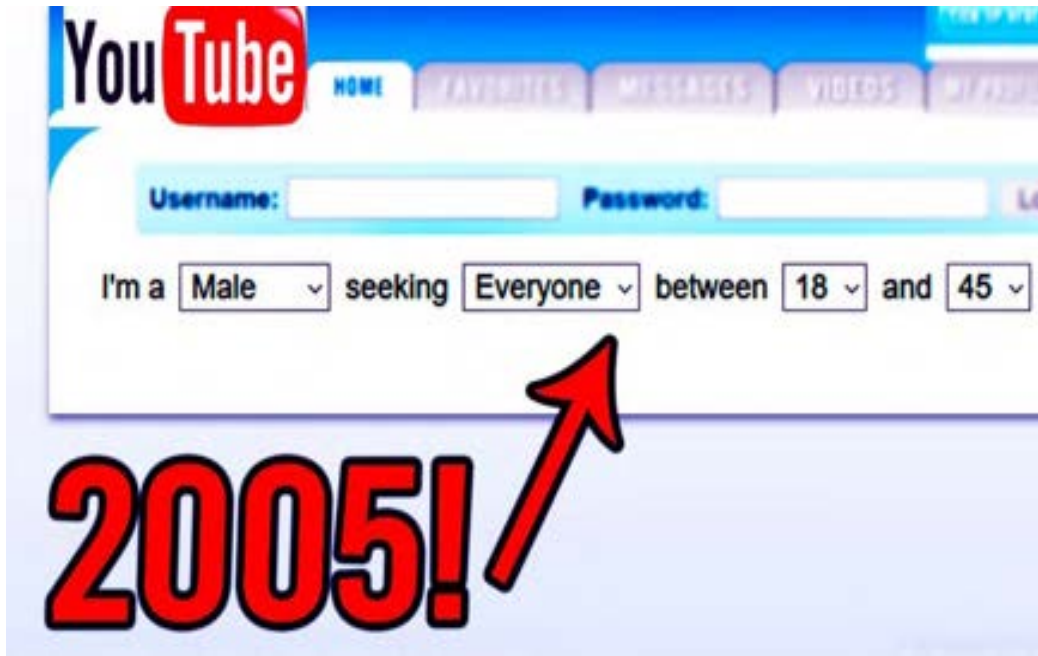 YouTube
HOME FAVORITES MESSAGES VIDEOS
Username: Password:
I'm a Male seeking Everyone between 18 and 45
2005!